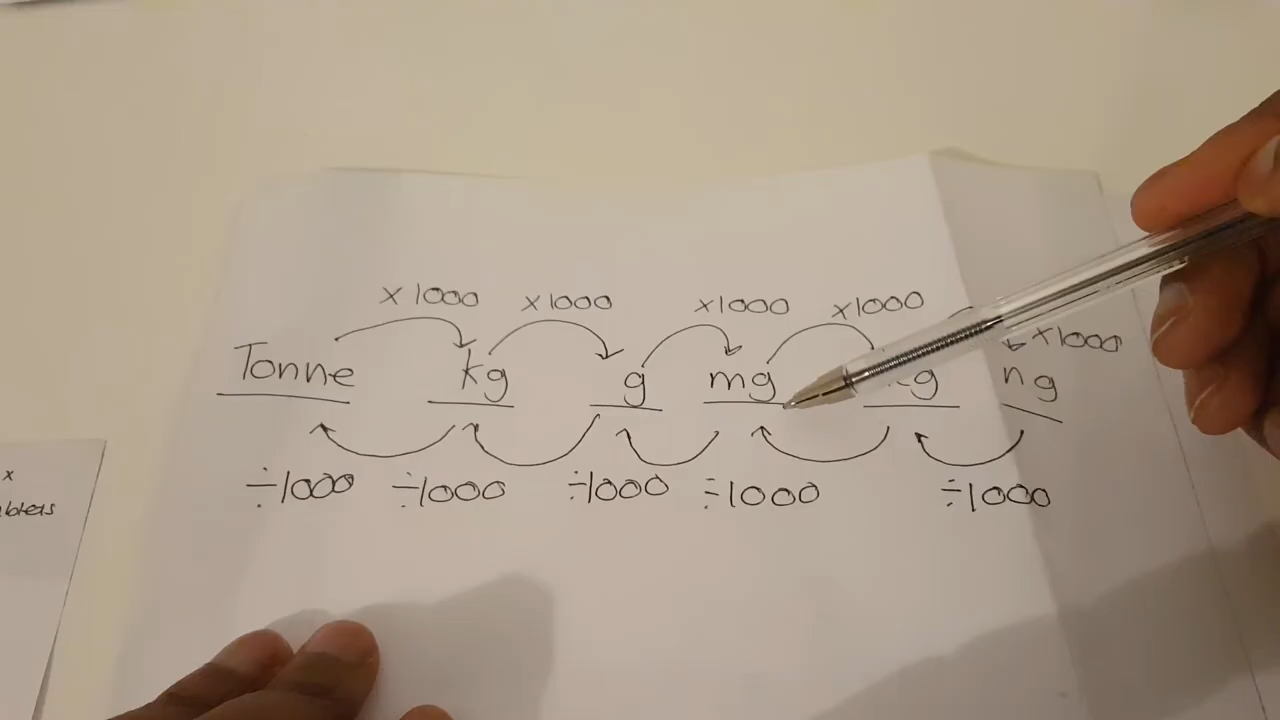 x1000 x1000 x1000 x1000
x1000
Tonne kg g mg ng
÷1000 ÷1000 ÷1000 ÷1000 ÷1000
x